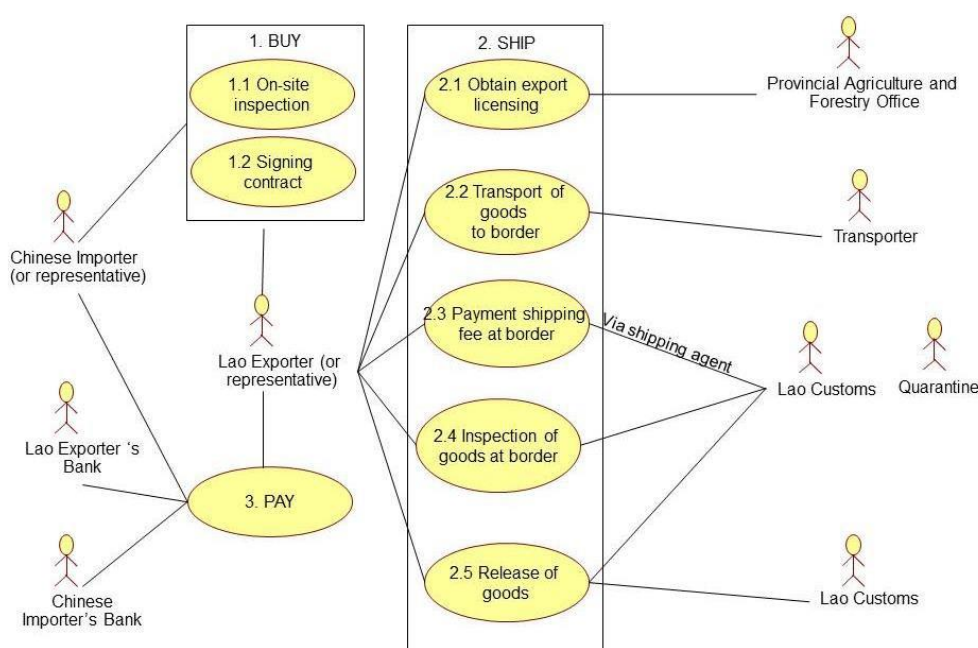 1. BUY
1.1 On-site
inspection
1.2 Signing
contract
Chinese Importer
(or representative)
Lao Exporter (or
representative)
Lao Exporter ‘s
Bank
3. PAY
Chinese
Importer’s Bank
2. SHIP
2.1 Obtain export
licensing
2.2 Transport of
goods
to border
2.3 Payment shipping
fee at border
2.4 Inspection of
goods at border
2.5 Release of
goods
Via shipping agent
Provincial Agriculture and
Forestry Office
Transporter
Lao Customs
Quarantine
Lao Customs